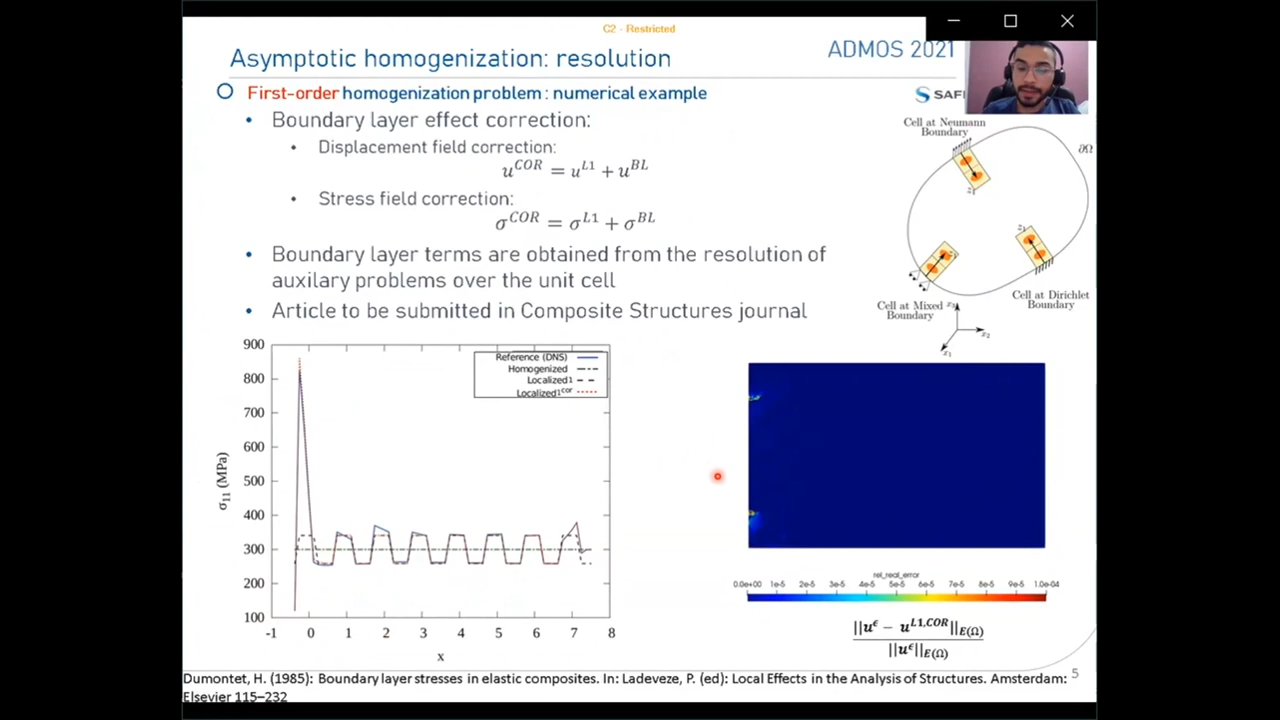 C2 - Restricted
Asymptotic homogenization: resolution
ADMOS 2021
First-order homogenization problem : numerical example
SAF
• Boundary layer effect correction:
• Displacement field correction:
u^COR = u^L1 + u^BL
• Stress field correction:
σ^COR = σ^L1 + σ^BL
• Boundary layer terms are obtained from the resolution of
auxilary problems over the unit cell
• Article to be submitted in Composite Structures journal
Cell at Neumann
Boundary
∂Ω
z₁
z₁
Cell at Mixed
Boundary
Cell at Dirichlet
Boundary
x₃
x₂
x₁
900
800
700
600
500
400
300
200
100
σ₁₁ (MPa)
Reference (DNS)
Homogenized
Localized¹
Localized¹^cor
-1 0 1 2 3 4 5 6 7 8
x
rel_real_error
0.0e+00 1e-5 2e-5 3e-5 4e-5 5e-5 6e-5 7e-5 8e-5 9e-5 1.0e-04
||u^ϵ − u^L1,COR||_E(Ω)
||u^ϵ||_E(Ω)
Dumontet, H. (1985): Boundary layer stresses in elastic composites. In: Ladeveze, P. (ed): Local Effects in the Analysis of Structures. Amsterdam:
Elsevier 115–232
5